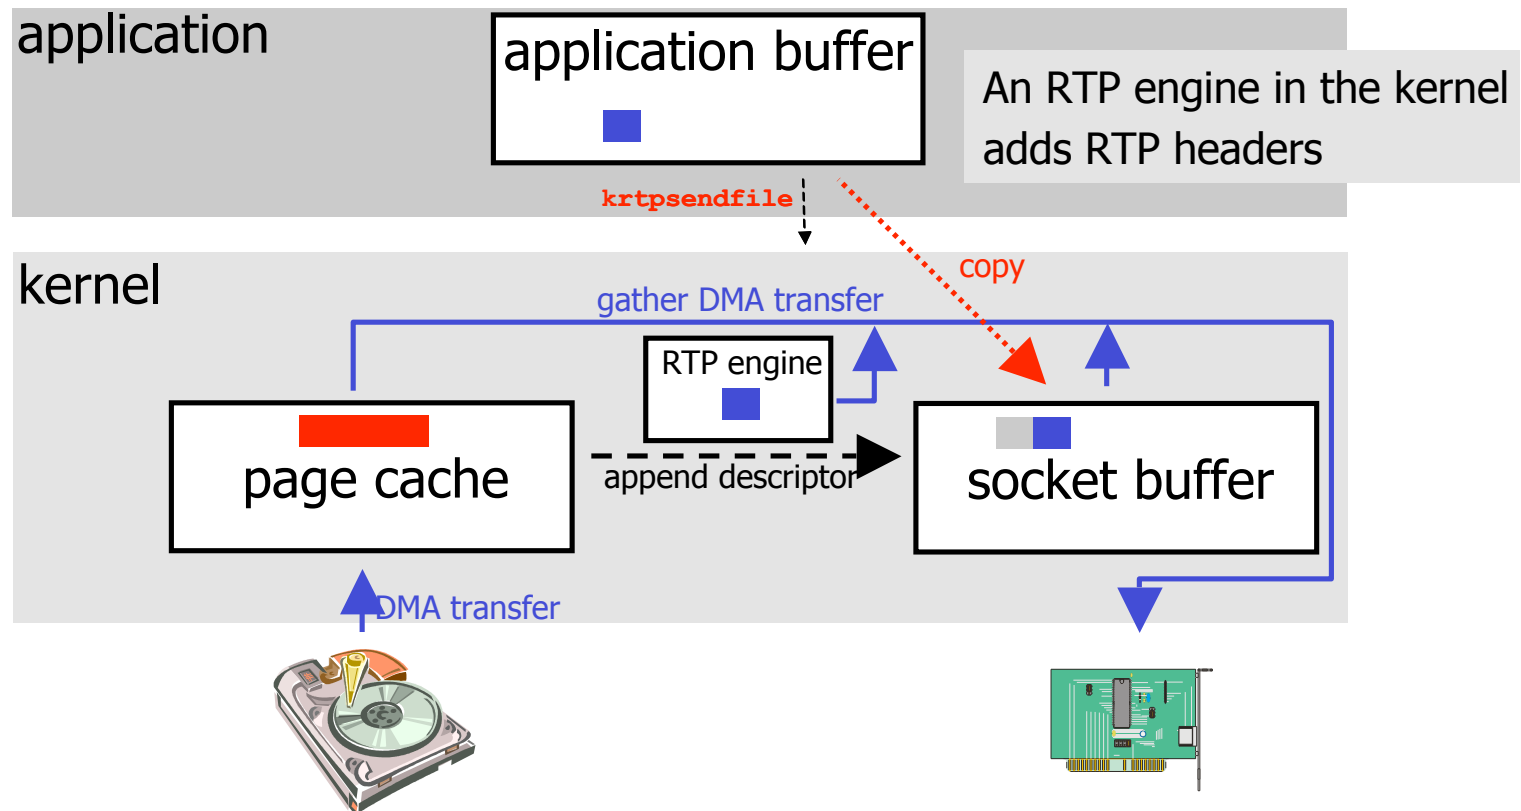 application
application buffer
An RTP engine in the kernel
adds RTP headers
krtpsendfile
copy
kernel
gather DMA transfer
RTP engine
page cache
append descriptor
socket buffer
DMA transfer